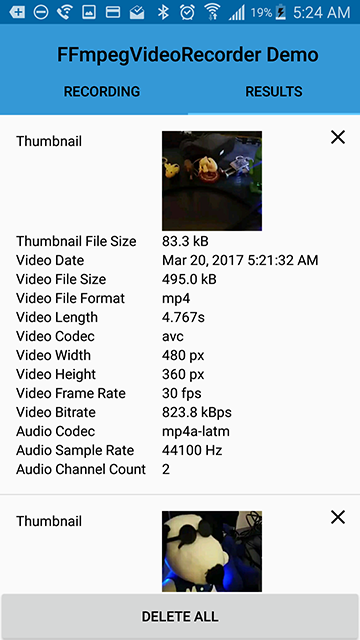 19% 5:24 AM
FFmpegVideoRecorder Demo
RECORDING RESULTS
Thumbnail
Thumbnail File Size 83.3 kB
Video Date Mar 20, 2017 5:21:32 AM
Video File Size 495.0 kB
Video File Format mp4
Video Length 4.767s
Video Codec avc
Video Width 480 px
Video Height 360 px
Video Frame Rate 30 fps
Video Bitrate 823.8 kBps
Audio Codec mp4a-latm
Audio Sample Rate 44100 Hz
Audio Channel Count 2
Thumbnail
DELETE ALL